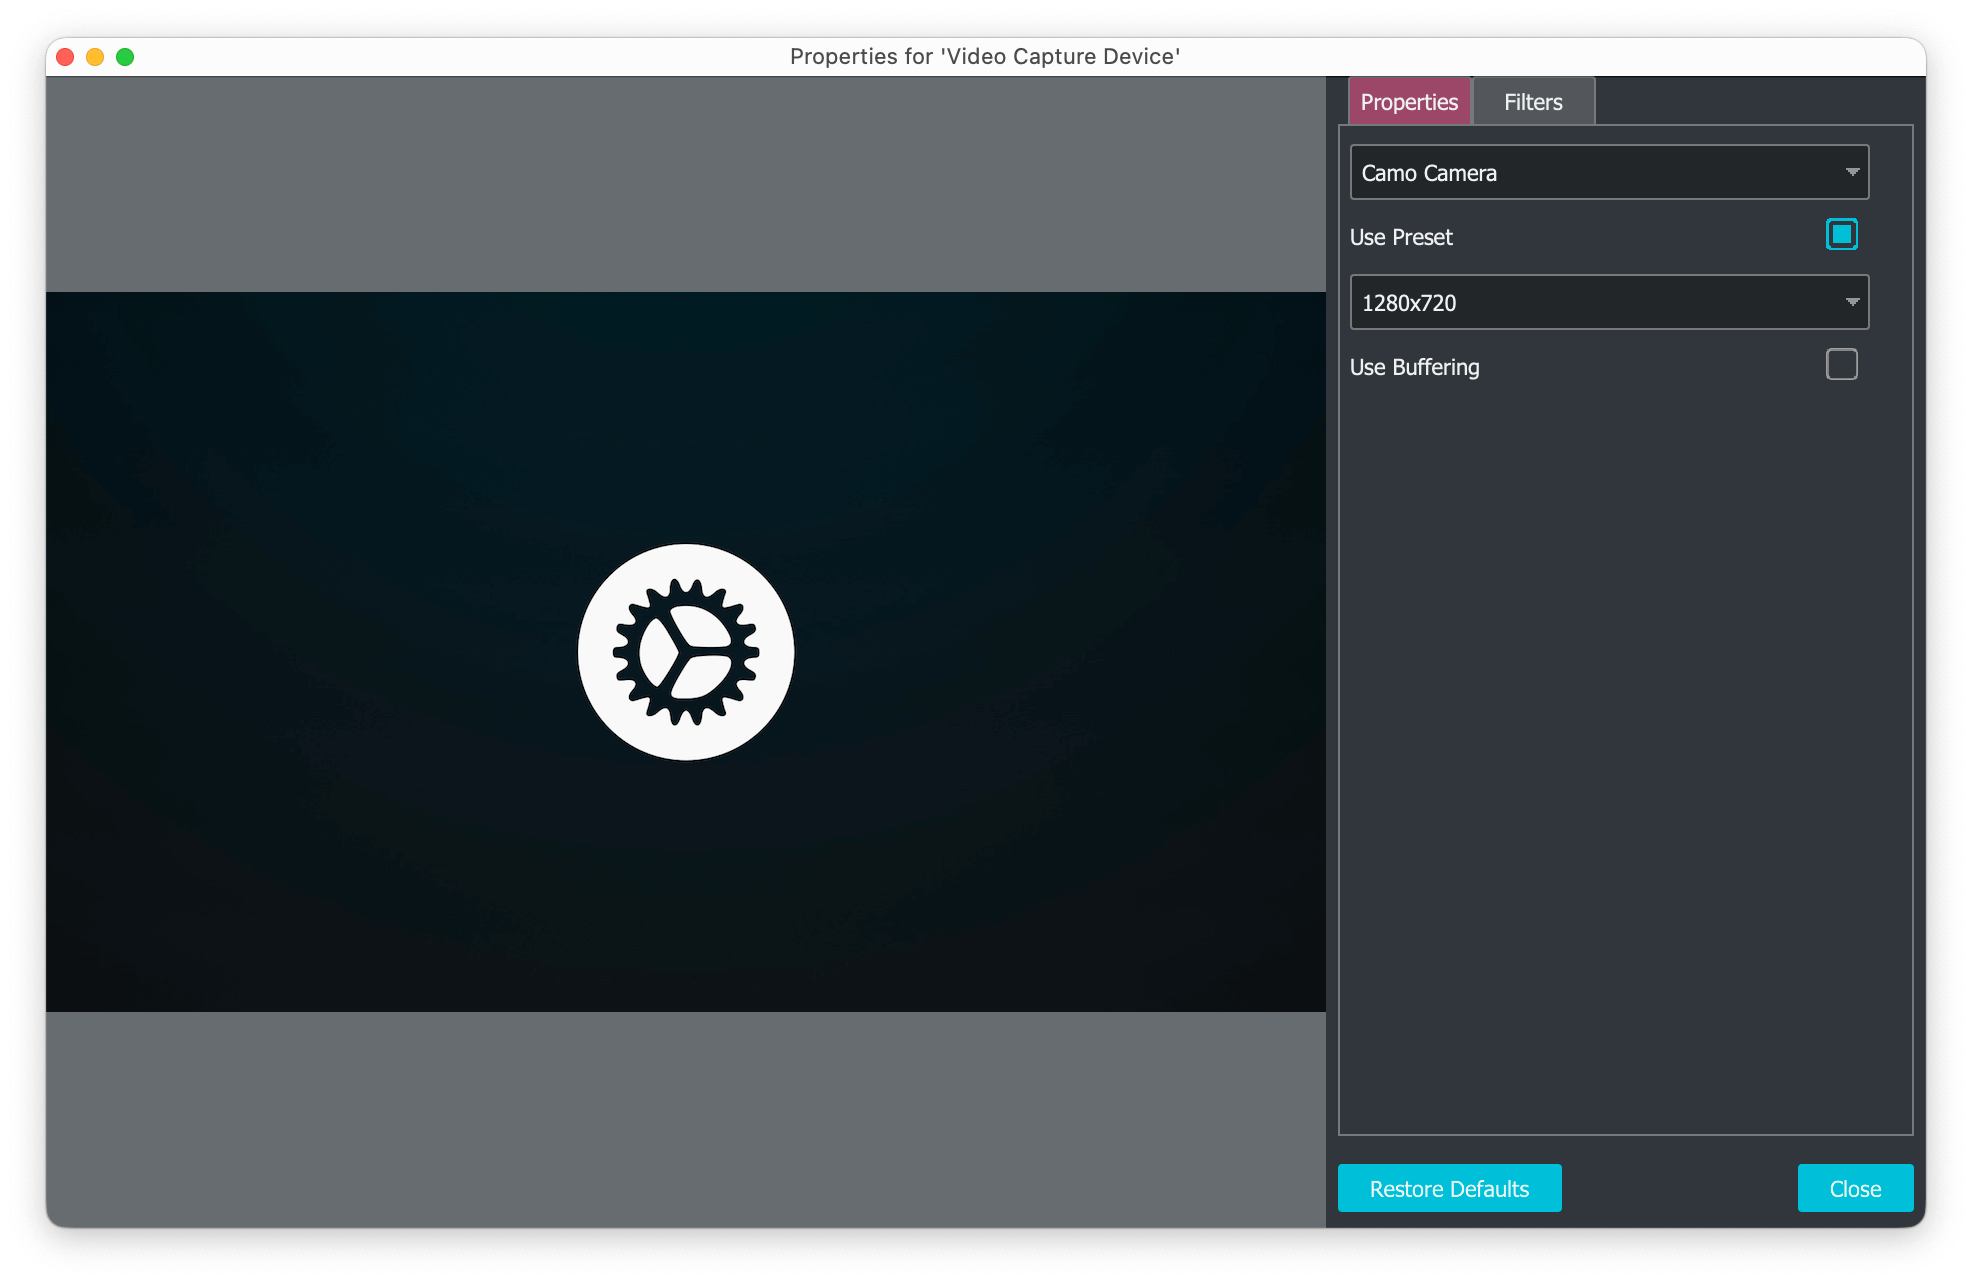 Properties for 'Video Capture Device'
Properties Filters
Camo Camera
Use Preset
1280x720
Use Buffering
Restore Defaults Close